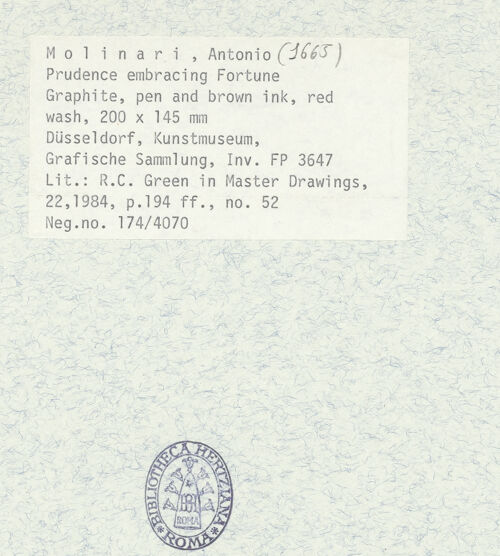 M o l i n a r i , Antonio (1665)
Prudence embracing Fortune
Graphite, pen and brown ink, red
wash, 200 x 145 mm
Düsseldorf, Kunstmuseum,
Grafische Sammlung, Inv. FP 3647
Lit.: R.C. Green in Master Drawings,
22,1984, p.194 ff., no. 52
Neg.no. 174/4070
BIBLIOTHECA HERTZIANA
ROMA
ROMA